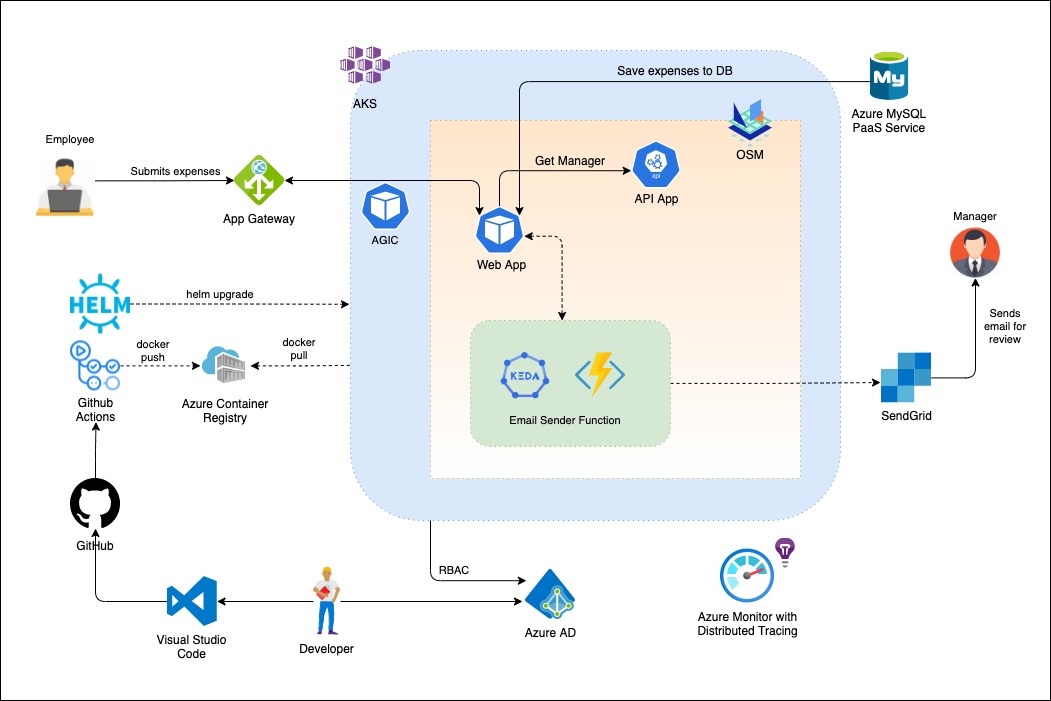 Save expenses to DB
My
AKS
Azure MySQL
PaaS Service
Employee
OSM
Get Manager
Submits expenses
api
API App
App Gateway
AGIC
Manager
Web App
HELM
helm upgrade
Sends
email for
review
docker
push
docker
pull
KEDA
Github
Actions
Azure Container
Registry
Email Sender Function
SendGrid
GitHub
RBAC
Azure Monitor with
Distributed Tracing
Visual Studio
Code
Developer
Azure AD